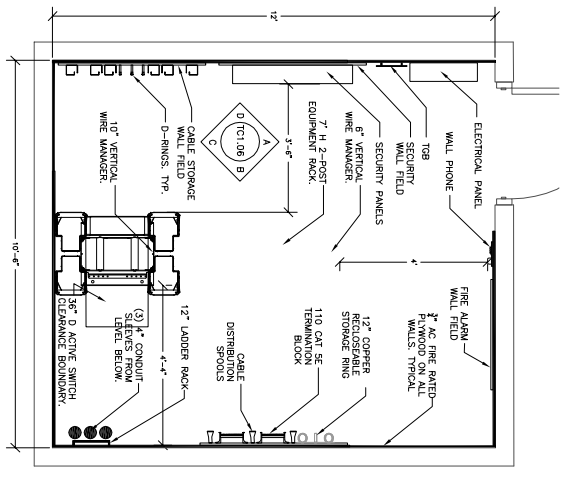 12'
10'-6"
ELECTRICAL PANEL
WALL PHONE
TGB
SECURITY
WALL FIELD
SECURITY PANELS
6" VERTICAL
WIRE MANAGER.
7' H 2-POST
EQUIPMENT RACK.
3'-6"
A
B
C
D
TC1.06
CABLE STORAGE
WALL FIELD
D-RINGS, TYP.
10" VERTICAL
WIRE MANAGER.
4'
FIRE ALARM
WALL FIELD
¾" AC FIRE RATED
PLYWOOD ON ALL
WALLS, TYPICAL
12" COPPER
RECLOSEABLE
STORAGE RING
110 CAT 5E
TERMINATION
BLOCK
CABLE
DISTRIBUTION
SPOOLS
12" LADDER RACK
4'-4"
(3) 4" CONDUIT
SLEEVES FROM
LEVEL BELOW.
36" D ACTIVE SWITCH
CLEARANCE BOUNDARY.